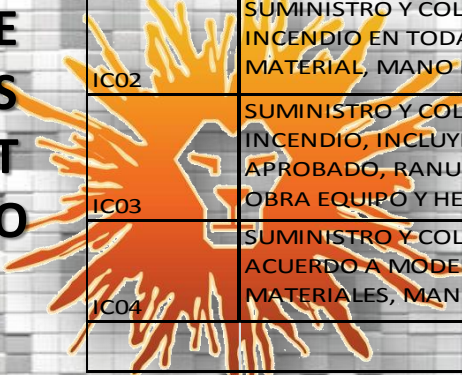 E
S
T
O
SUMINISTRO Y COL
INCENDIO EN TODA
IC02 MATERIAL, MANO
SUMINISTRO Y COL
INCENDIO, INCLUYE
APROBADO, RANU
IC03 OBRA EQUIPO Y HE
SUMINISTRO Y COL
ACUERDO A MODE
IC04 MATERIALES, MAN